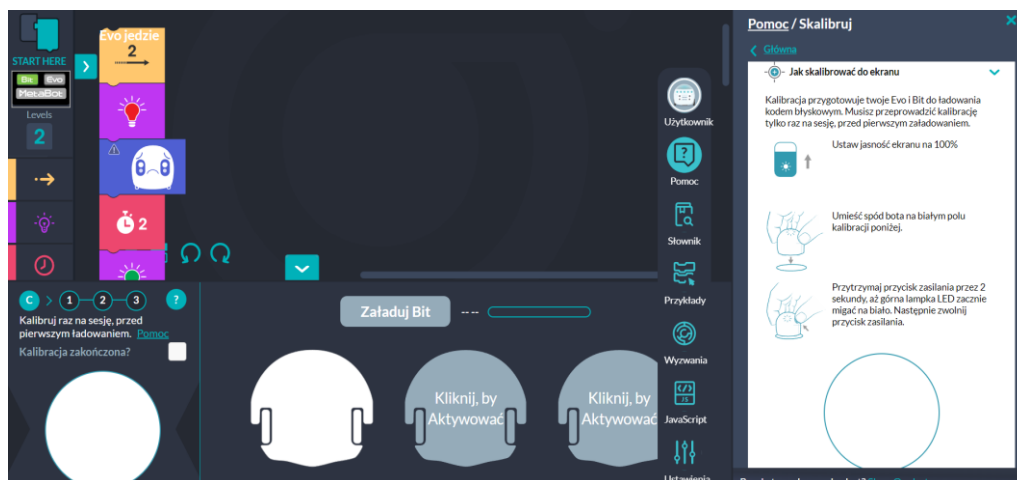 START HERE
Bit Evo
MetaBot
Levels
2
Evo jedzie
2
2
C > 1 2 3 ?
Kalibruj raz na sesję, przed
pierwszym ładowaniem. Pomoc
Kalibracja zakończona?
Załaduj Bit -- --
Kliknij, by
Aktywować
Kliknij, by
Aktywować
Użytkownik
?
Pomoc
Słownik
Przykłady
Wyzwania
</>
JS
JavaScript
Ustawienia
Pomoc / Skalibruj
Główna
Jak skalibrować do ekranu
Kalibracja przygotowuje twoje Evo i Bit do ładowania
kodem błyskowym. Musisz przeprowadzić kalibrację
tylko raz na sesję, przed pierwszym załadowaniem.
Ustaw jasność ekranu na 100%
Umieść spód bota na białym polu
kalibracji poniżej.
Przytrzymaj przycisk zasilania przez 2
sekundy, aż górna lampka LED zacznie
migać na biało. Następnie zwolnij
przycisk zasilania.